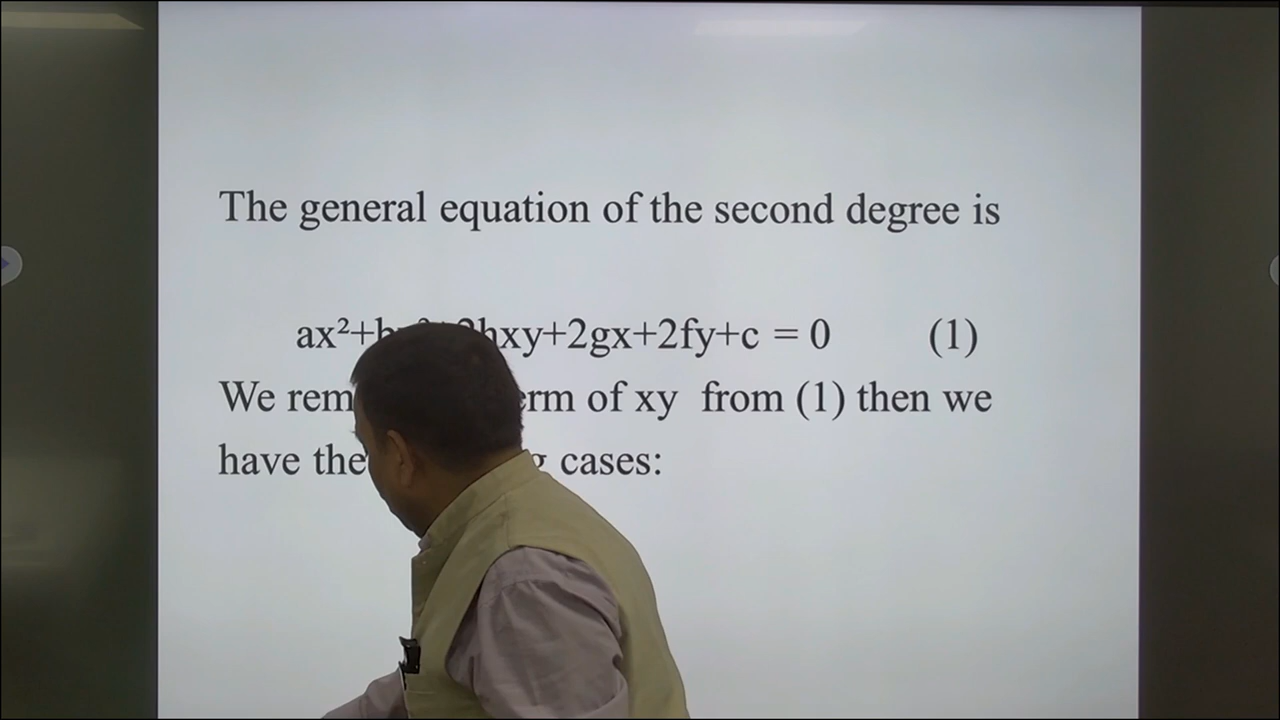 The general equation of the second degree is
ax²+by²+2hxy+2gx+2fy+c = 0 (1)
We rem erm of xy from (1) then we
have the cases: